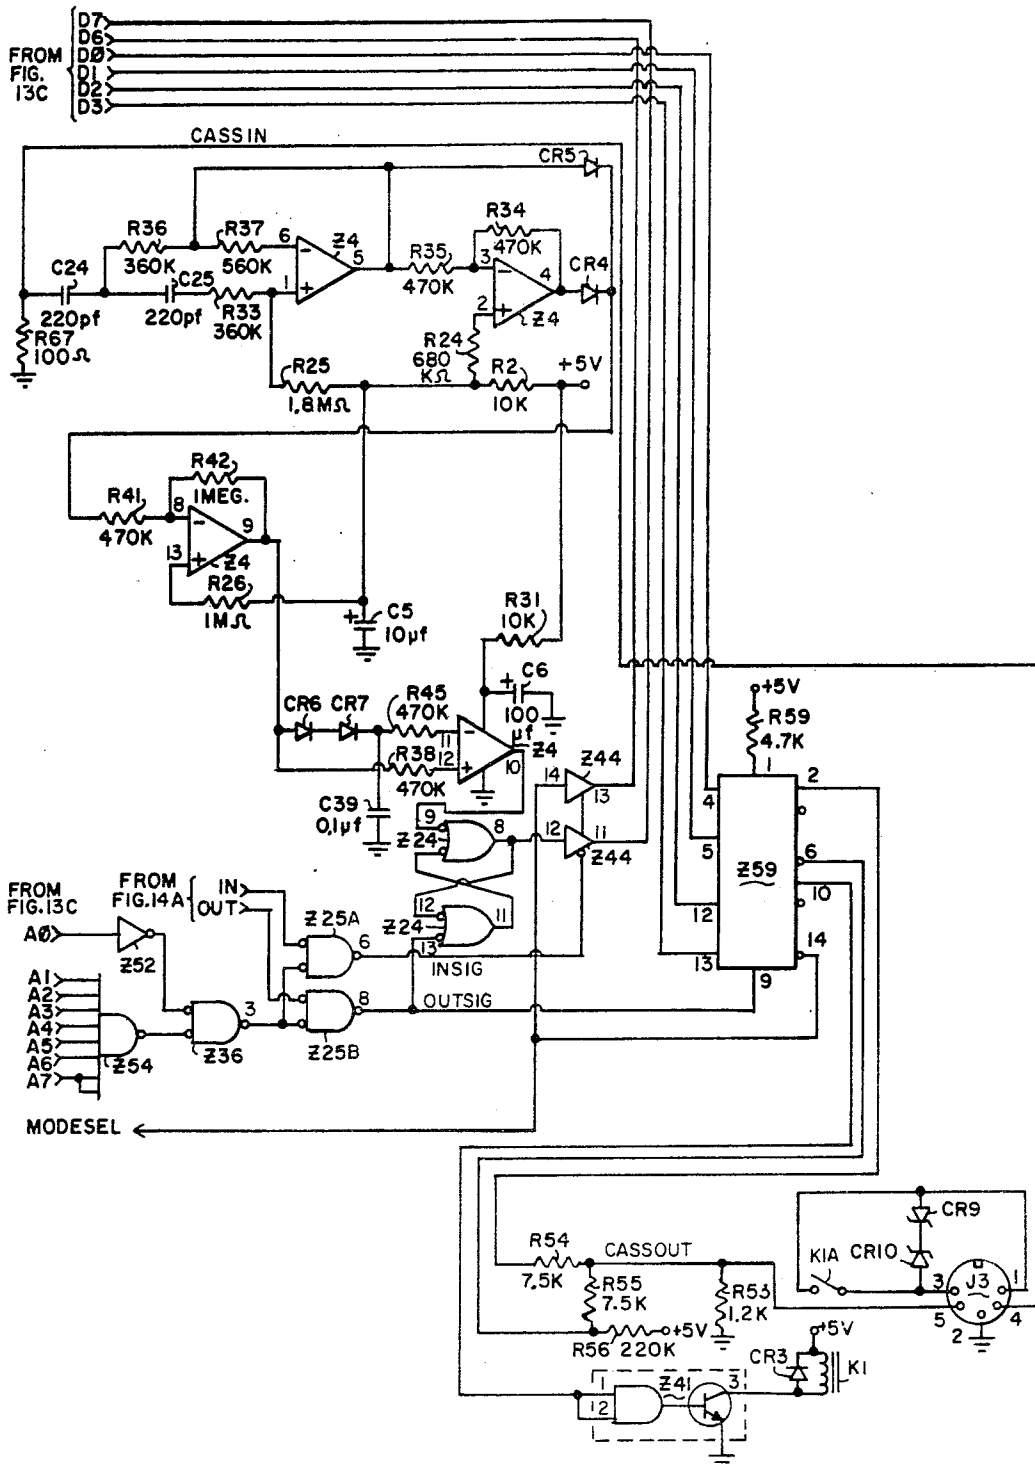 D7
D6
FROM FIG. 13C
DØ
D1
D2
D3
CASSIN
CR5
R36
360K
R37
560K
6
Z4
5
R34
470K
R35
470K
3
4
CR4
C24
220pf
C25
220pf
R33
360K
1
2
Z4
R67
100Ω
R24
680
KΩ
R2
10K
+5V
R25
1.8MΩ
R42
1MEG.
R41
470K
8
9
13
Z4
R26
1MΩ
C5
10µf
R31
10K
C6
100
µf
CR6
CR7
R45
470K
11
12
R38
470K
10
Z4
C39
0.1µf
14
Z44
13
12
11
Z44
+5V
R59
4.7K
1
2
4
5
6
Z59
10
12
13
14
9
9
Z24
8
12
Z24
13
11
FROM
FIG.13C
FROM
FIG.14A
IN
OUT
AØ
Z52
Z25A
6
INSIG
A1
A2
A3
A4
A5
A6
A7
Z54
3
Z36
8
OUTSIG
Z25B
MODESEL
R54
7.5K
CASSOUT
R55
7.5K
R53
1.2K
R56 220K
+5V
K1A
CR9
CR10
3
J3
1
5
4
2
+5V
CR3
K1
1
2
Z41
3